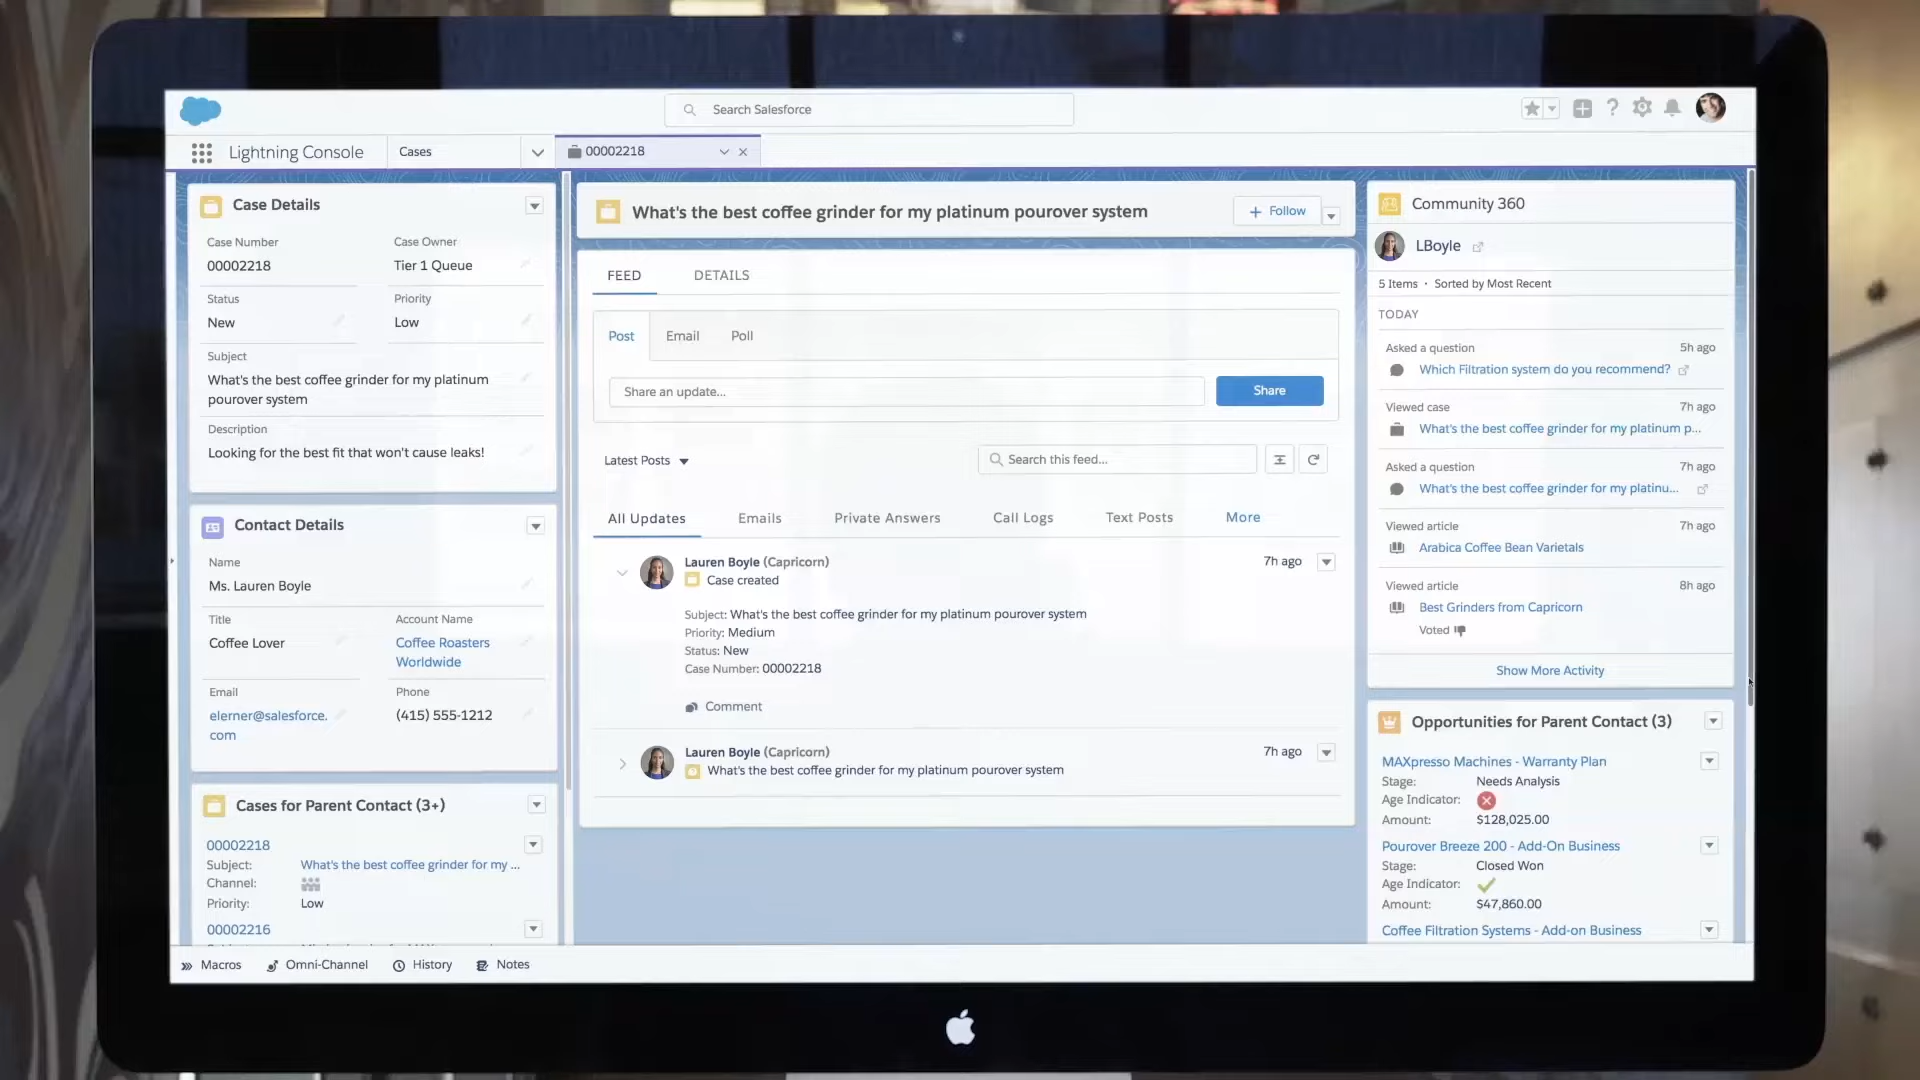 Search Salesforce
Lightning Console
Cases
00002218
Case Details
Case Number
Case Owner
00002218
Tier 1 Queue
Status
Priority
New
Low
Subject
What's the best coffee grinder for my platinum
pourover system
Description
Looking for the best fit that won't cause leaks!
Contact Details
Name
Ms. Lauren Boyle
Title
Account Name
Coffee Lover
Coffee Roasters
Worldwide
Email
Phone
elerner@salesforce.
com
(415) 555-1212
Cases for Parent Contact (3+)
00002218
Subject: What's the best coffee grinder for my ...
Channel:
Priority: Low
00002216
What's the best coffee grinder for my platinum pourover system
+ Follow
FEED
DETAILS
Post
Email
Poll
Share an update...
Share
Latest Posts
Search this feed...
All Updates
Emails
Private Answers
Call Logs
Text Posts
More
Lauren Boyle (Capricorn)
7h ago
Case created
Subject: What's the best coffee grinder for my platinum pourover system
Priority: Medium
Status: New
Case Number: 00002218
Comment
Lauren Boyle (Capricorn)
7h ago
What's the best coffee grinder for my platinum pourover system
Community 360
LBoyle
5 Items • Sorted by Most Recent
TODAY
Asked a question
5h ago
Which Filtration system do you recommend?
Viewed case
7h ago
What's the best coffee grinder for my platinum p...
Asked a question
7h ago
What's the best coffee grinder for my platinu...
Viewed article
7h ago
Arabica Coffee Bean Varietals
Viewed article
8h ago
Best Grinders from Capricorn
Voted
Show More Activity
Opportunities for Parent Contact (3)
MAXpresso Machines - Warranty Plan
Stage: Needs Analysis
Age Indicator:
Amount: $128,025.00
Pourover Breeze 200 - Add-On Business
Stage: Closed Won
Age Indicator:
Amount: $47,860.00
Coffee Filtration Systems - Add-on Business
Macros
Omni-Channel
History
Notes